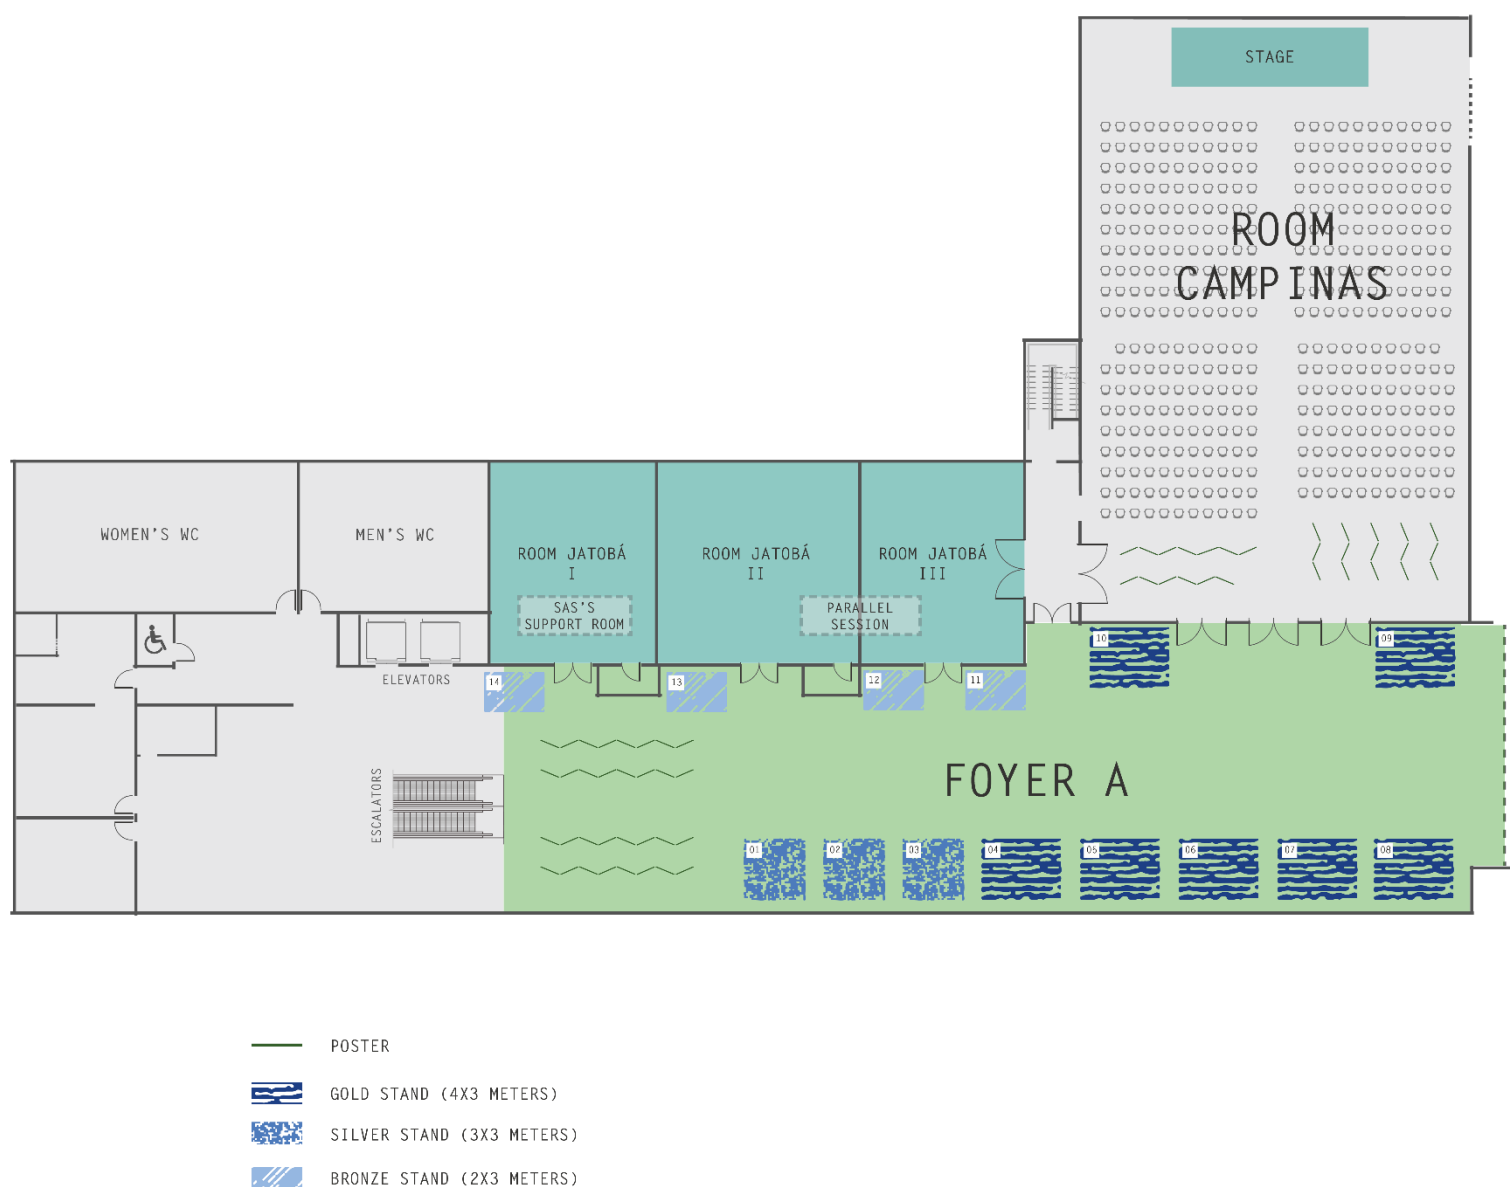 STAGE
ROOM
CAMPINAS
WOMEN'S WC
MEN'S WC
ROOM JATOBÁ
I
SAS'S
SUPPORT ROOM
ROOM JATOBÁ
II
ROOM JATOBÁ
III
PARALLEL
SESSION
ELEVATORS
ESCALATORS
14
13
12
11
10
09
FOYER A
01
02
03
04
05
06
07
08
POSTER
GOLD STAND (4X3 METERS)
SILVER STAND (3X3 METERS)
BRONZE STAND (2X3 METERS)